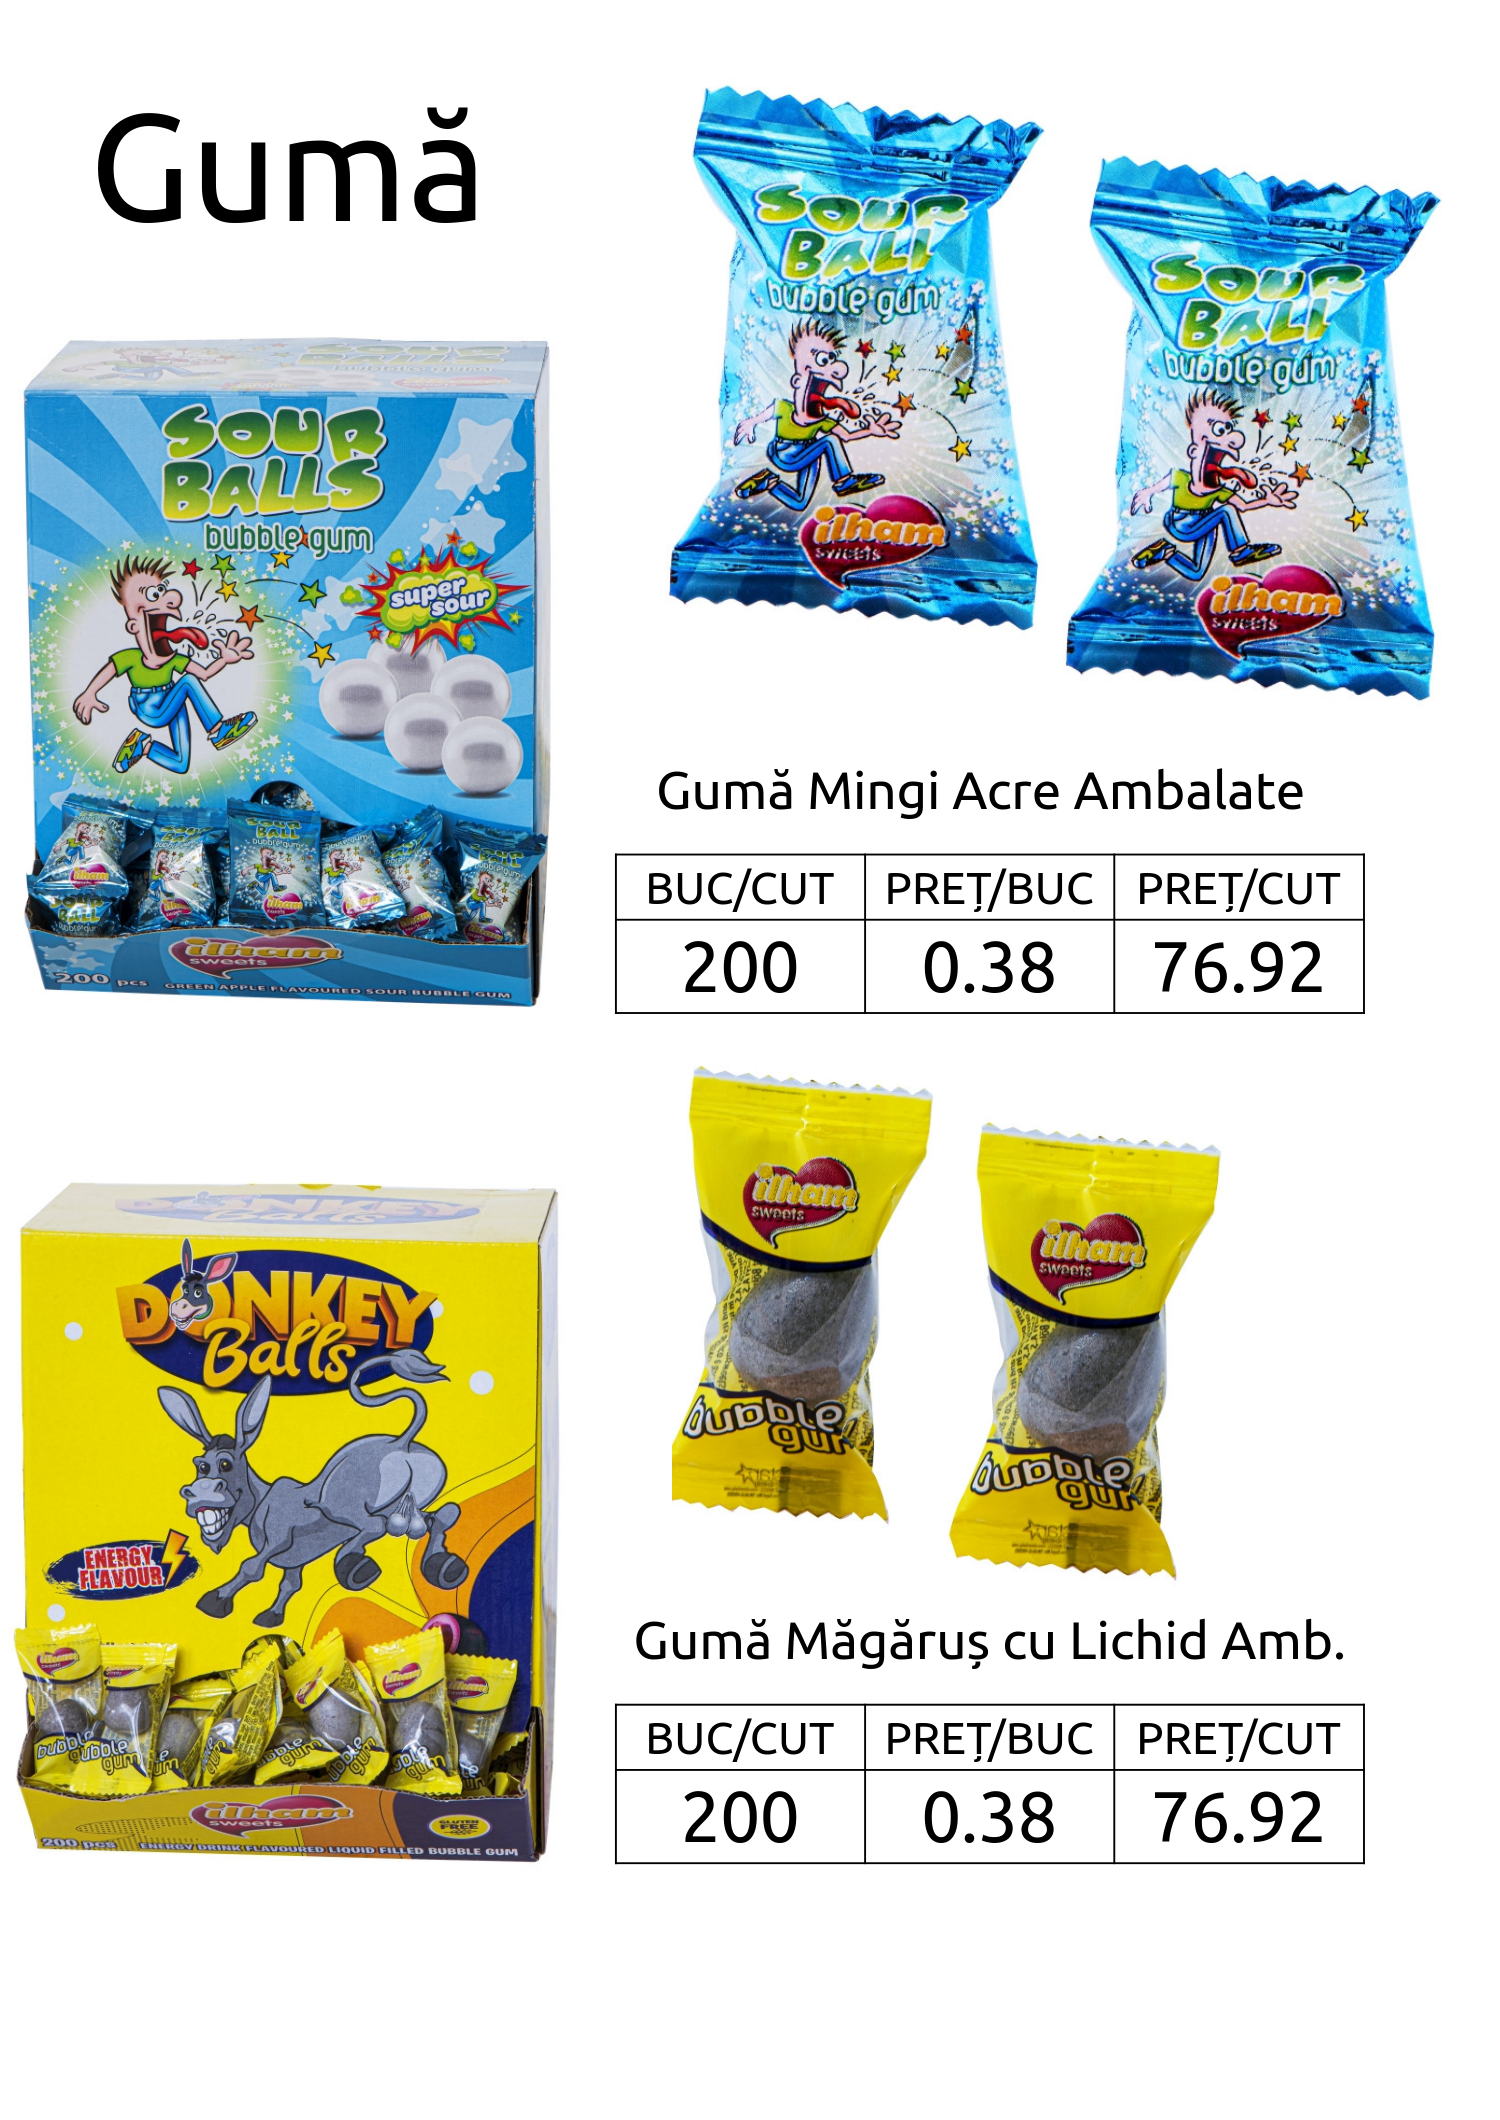 Gumă
SOUR
BALL
bubble gum
ilham
sweets
SOUR
BALL
bubble gum
ilham
sweets
SOUR
BALLS
bubble gum
super
sour
ilham
sweets
200 pcs
GREEN APPLE FLAVOURED SOUR BUBBLE GUM
Gumă Mingi Acre Ambalate
BUC/CUT PREȚ/BUC PREȚ/CUT
200 0.38 76.92
ilham
sweets
bubble
gum
ilham
sweets
bubble
gum
DONKEY
Balls
DONKEY
Balls
ENERGY
FLAVOUR
ilham
sweets
GLUTEN
FREE
200 pcs
ENERGY DRINK FLAVOURED LIQUID FILLED BUBBLE GUM
Gumă Măgăruș cu Lichid Amb.
BUC/CUT PREȚ/BUC PREȚ/CUT
200 0.38 76.92